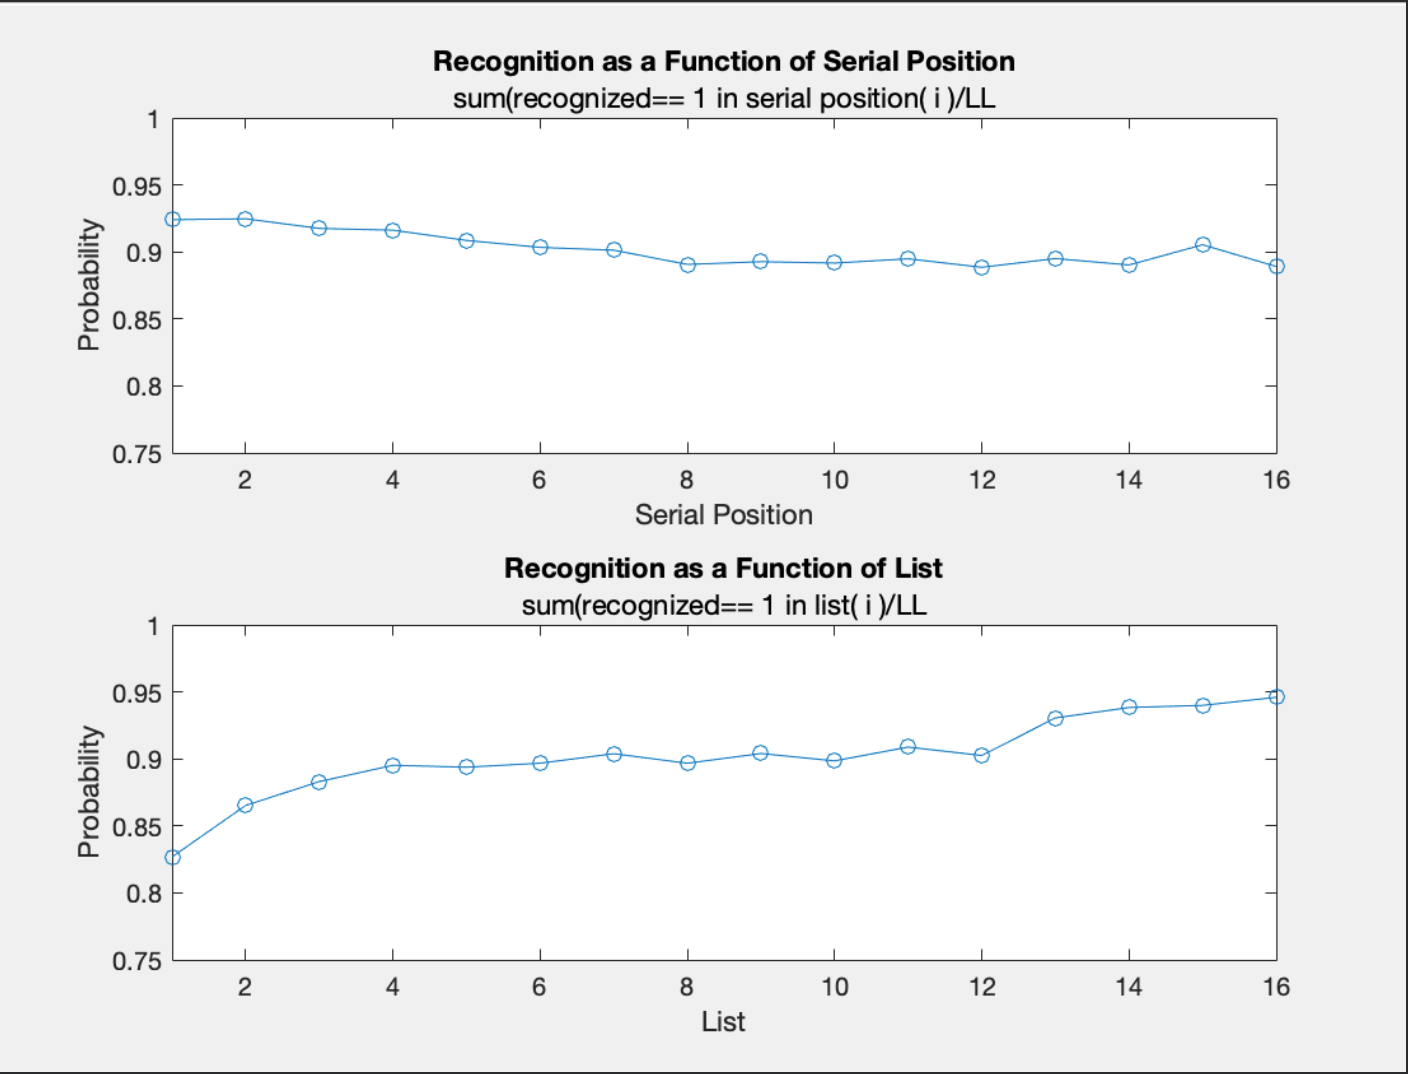 Recognition as a Function of Serial Position
sum(recognized== 1 in serial position( i )/LL
1
0.95
0.9
0.85
0.8
0.75
Probability
2 4 6 8 10 12 14 16
Serial Position
Recognition as a Function of List
sum(recognized== 1 in list( i )/LL
1
0.95
0.9
0.85
0.8
0.75
Probability
2 4 6 8 10 12 14 16
List